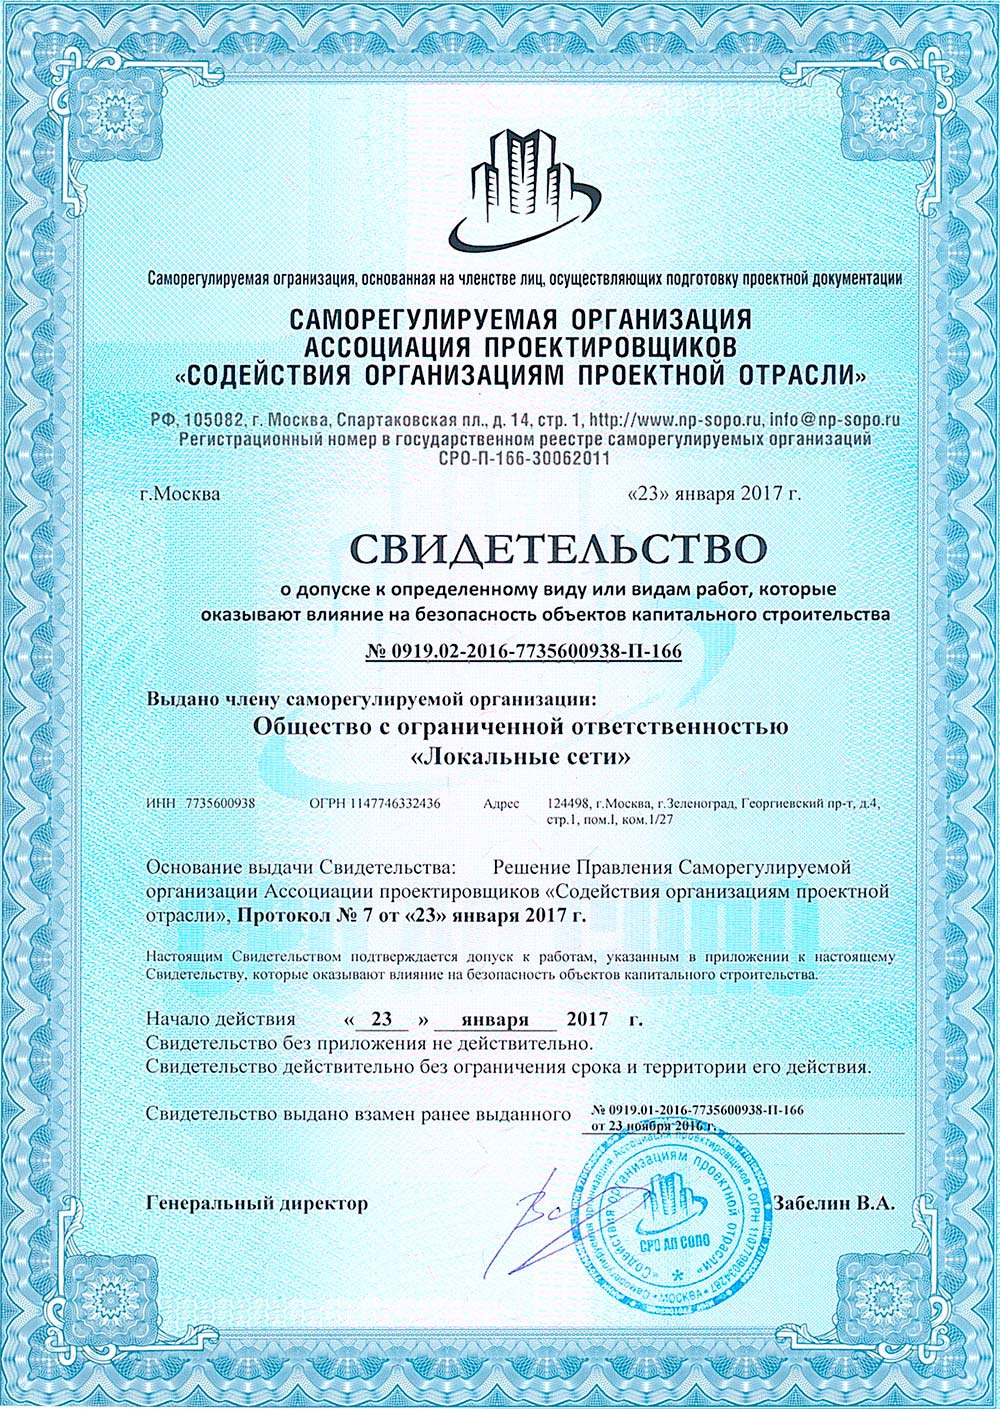 Саморегулируемая огранизация, основанная на членстве лиц, осуществляющих подготовку проектной документации
САМОРЕГУЛИРУЕМАЯ ОРГАНИЗАЦИЯ
АССОЦИАЦИЯ ПРОЕКТИРОВЩИКОВ
«СОДЕЙСТВИЯ ОРГАНИЗАЦИЯМ ПРОЕКТНОЙ ОТРАСЛИ»
РФ, 105082, г. Москва, Спартаковская пл., д. 14, стр. 1, http://www.np-sopo.ru, info@np-sopo.ru
Регистрационный номер в государственном реестре саморегулируемых организаций
СРО-П-166-30062011
г.Москва «23» января 2017 г.
СВИДЕТЕЛЬСТВО
о допуске к определенному виду или видам работ, которые
оказывают влияние на безопасность объектов капитального строительства
№ 0919.02-2016-7735600938-П-166
Выдано члену саморегулируемой организации:
Общество с ограниченной ответственностью
«Локальные сети»
ИНН 7735600938 ОГРН 1147746332436 Адрес 124498, г.Москва, г.Зеленоград, Георгиевский пр-т, д.4,
стр.1, пом.I, ком.1/27
Основание выдачи Свидетельства: Решение Правления Саморегулируемой
организации Ассоциации проектировщиков «Содействия организациям проектной
отрасли», Протокол № 7 от «23» января 2017 г.
Настоящим Свидетельством подтверждается допуск к работам, указанным в приложении к настоящему
Свидетельству, которые оказывают влияние на безопасность объектов капитального строительства.
Начало действия « 23 » января 2017 г.
Свидетельство без приложения не действительно.
Свидетельство действительно без ограничения срока и территории его действия.
Свидетельство выдано взамен ранее выданного № 0919.01-2016-7735600938-П-166
от 23 ноября 2016 г.
Генеральный директор Забелин В.А.
Саморегулируемая организация Ассоциация проектировщиков
«Содействия организациям проектной отрасли»
СРО АП СОПО
МОСКВА